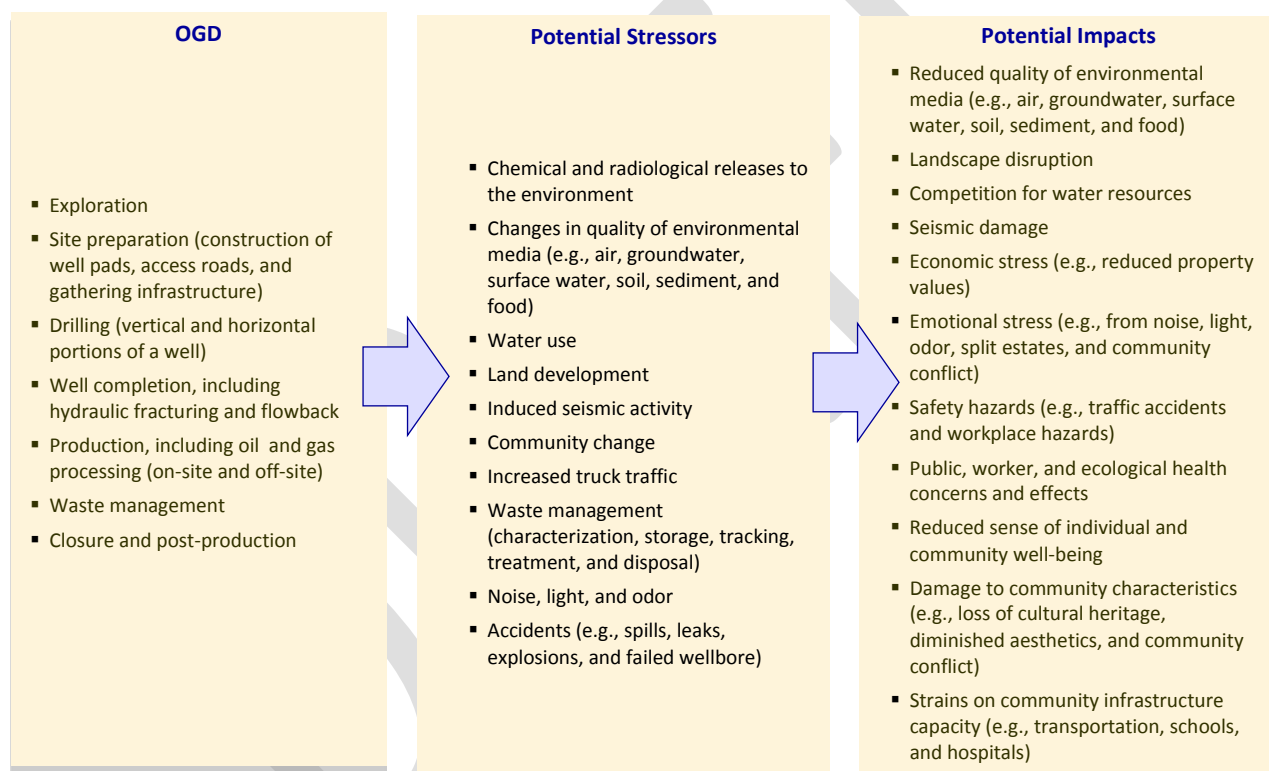 OGD
▪ Exploration
▪ Site preparation (construction of
well pads, access roads, and
gathering infrastructure)
▪ Drilling (vertical and horizontal
portions of a well)
▪ Well completion, including
hydraulic fracturing and flowback
▪ Production, including oil and gas
processing (on-site and off-site)
▪ Waste management
▪ Closure and post-production
Potential Stressors
▪ Chemical and radiological releases to
the environment
▪ Changes in quality of environmental
media (e.g., air, groundwater,
surface water, soil, sediment, and
food)
▪ Water use
▪ Land development
▪ Induced seismic activity
▪ Community change
▪ Increased truck traffic
▪ Waste management
(characterization, storage, tracking,
treatment, and disposal)
▪ Noise, light, and odor
▪ Accidents (e.g., spills, leaks,
explosions, and failed wellbore)
Potential Impacts
▪ Reduced quality of environmental
media (e.g., air, groundwater, surface
water, soil, sediment, and food)
▪ Landscape disruption
▪ Competition for water resources
▪ Seismic damage
▪ Economic stress (e.g., reduced property
values)
▪ Emotional stress (e.g., from noise, light,
odor, split estates, and community
conflict)
▪ Safety hazards (e.g., traffic accidents
and workplace hazards)
▪ Public, worker, and ecological health
concerns and effects
▪ Reduced sense of individual and
community well-being
▪ Damage to community characteristics
(e.g., loss of cultural heritage,
diminished aesthetics, and community
conflict)
▪ Strains on community infrastructure
capacity (e.g., transportation, schools,
and hospitals)